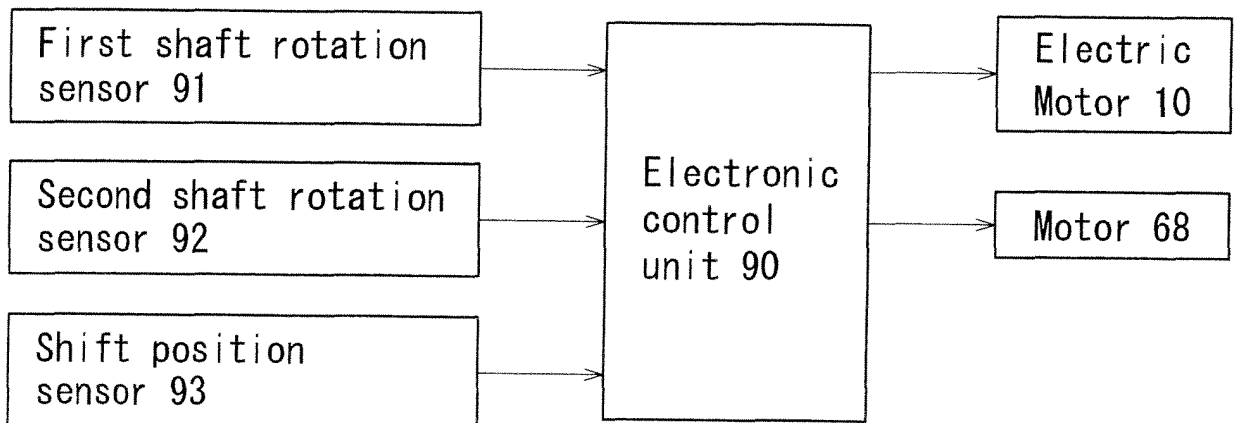 First shaft rotation
sensor 91
Second shaft rotation
sensor 92
Shift position
sensor 93
Electronic
control
unit 90
Electric
Motor 10
Motor 68